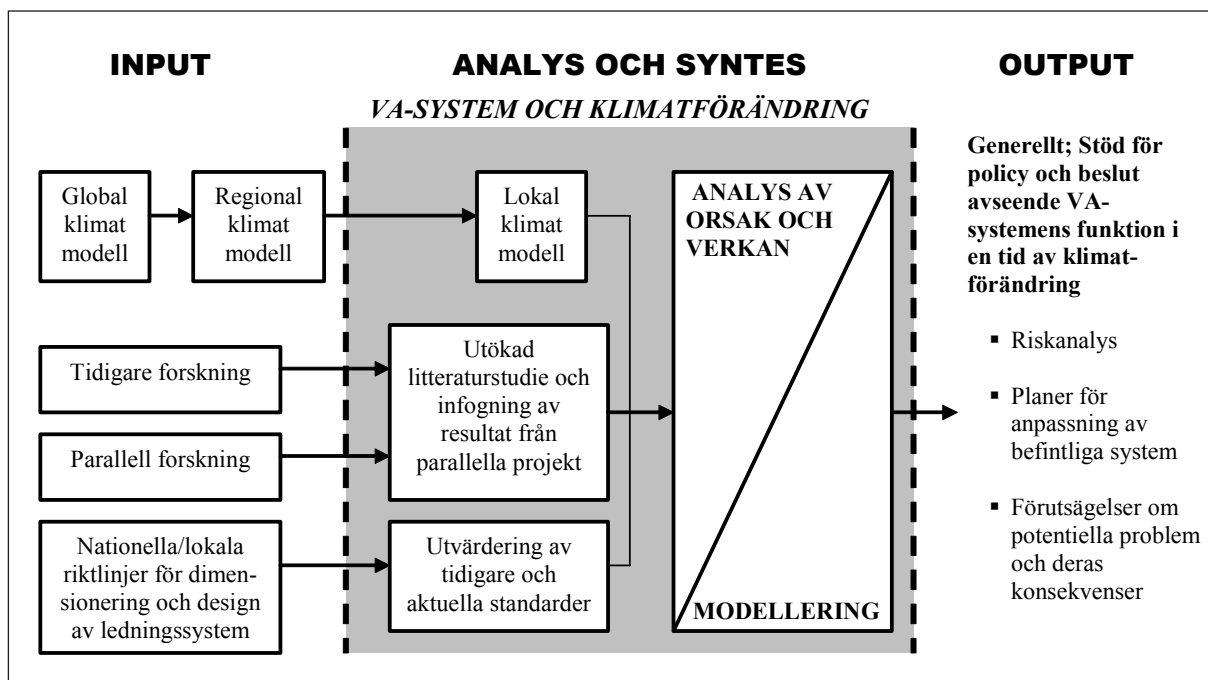 INPUT
ANALYS OCH SYNTES
OUTPUT
VA-SYSTEM OCH KLIMATFÖRÄNDRING
Global
klimat
modell
Regional
klimat
modell
Lokal
klimat
modell
Tidigare forskning
Parallell forskning
Nationella/lokala
riktlinjer för dimen-
sionering och design
av ledningssystem
Utökad
litteraturstudie och
infogning av
resultat från
parallella projekt
Utvärdering av
tidigare och
aktuella standarder
ANALYS AV
ORSAK OCH
VERKAN
MODELLERING
Generellt; Stöd för
policy och beslut
avseende VA-
systemens funktion i
en tid av klimat-
förändring
▪ Riskanalys
▪ Planer för
anpassning av
befintliga system
▪ Förutsägelser om
potentiella problem
och deras
konsekvenser